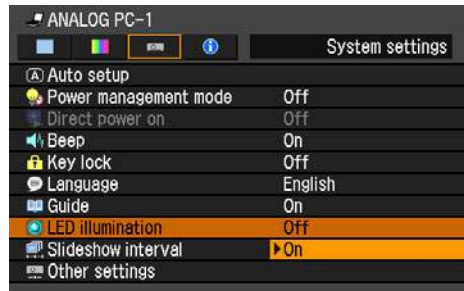 ANALOG PC-1
System settings
Auto setup
Power management mode Off
Direct power on Off
Beep On
Key lock Off
Language English
Guide On
LED illumination Off
Slideshow interval On
Other settings